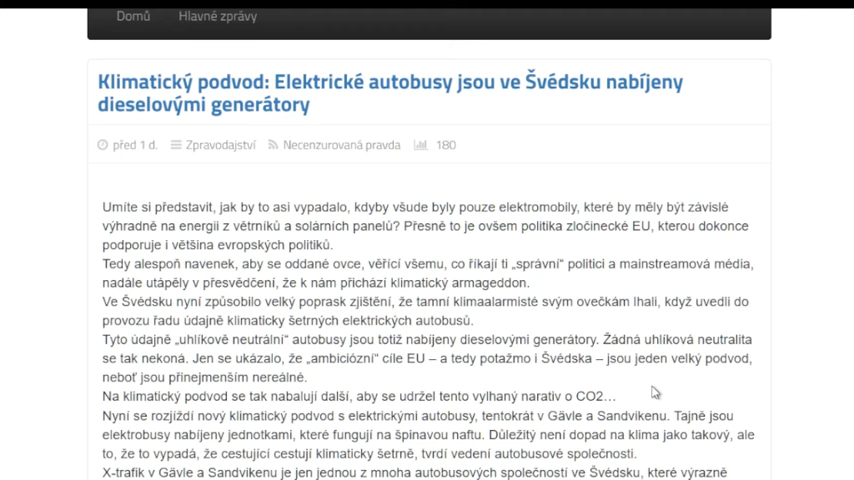 Domů Hlavné zprávy
Klimatický podvod: Elektrické autobusy jsou ve Švédsku nabíjeny
dieselovými generátory
před 1 d. Zpravodajství Necenzurovaná pravda 180
Umíte si představit, jak by to asi vypadalo, kdyby všude byly pouze elektromobily, které by měly být závislé
výhradně na energii z větrníků a solárních panelů? Přesně to je ovšem politika zločinecké EU, kterou dokonce
podporuje i většina evropských politiků.
Tedy alespoň navenek, aby se oddané ovce, věřící všemu, co říkají ti „správní" politici a mainstreamová média,
nadále utápěly v přesvědčení, že k nám přichází klimatický armageddon.
Ve Švédsku nyní způsobilo velký poprask zjištění, že tamní klimaalarmisté svým ovečkám lhali, když uvedli do
provozu řadu údajně klimaticky šetrných elektrických autobusů.
Tyto údajně „uhlíkově neutrální" autobusy jsou totiž nabíjeny dieselovými generátory. Žádná uhlíková neutralita
se tak nekoná. Jen se ukázalo, že „ambiciózní" cíle EU – a tedy potažmo i Švédska – jsou jeden velký podvod,
neboť jsou přinejmenším nereálné.
Na klimatický podvod se tak nabalují další, aby se udržel tento vylhaný narativ o CO2…
Nyní se rozjíždí nový klimatický podvod s elektrickými autobusy, tentokrát v Gävle a Sandvikenu. Tajně jsou
elektrobusy nabíjeny jednotkami, které fungují na špinavou naftu. Důležitý není dopad na klima jako takový, ale
to, že to vypadá, že cestující cestují klimaticky šetrně, tvrdí vedení autobusové společnosti.
X-trafik v Gävle a Sandvikenu je jen jednou z mnoha autobusových společností ve Švédsku, které výrazně